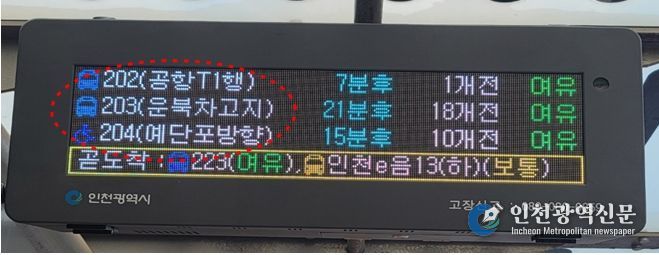 202(공항T1행) 7분후 1개전 여유
203(운북차고지) 21분후 18개전 여유
204(예단포방향) 15분후 10개전 여유
곧도착 : 223(여유), 인천e음13(하)(보통)
인천광역시
고장신고 :
인천광역신문
Incheon Metropolitan newspaper